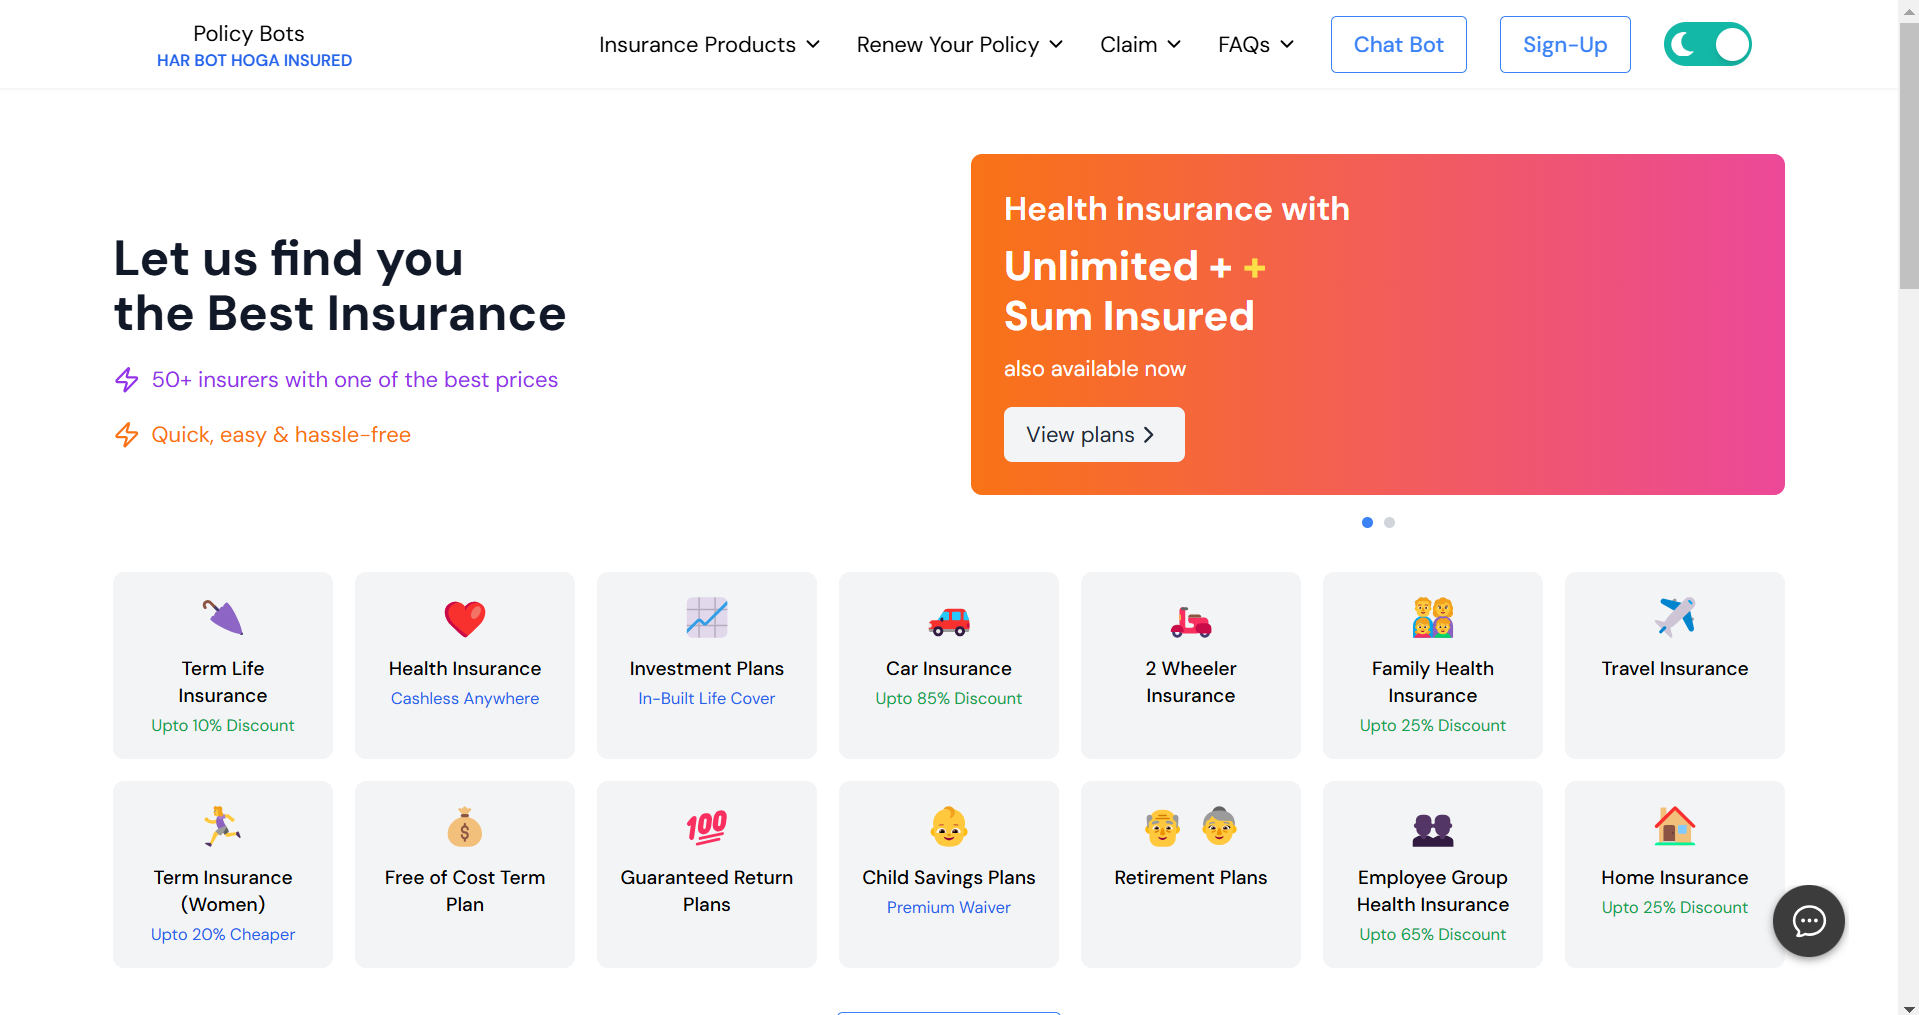 Policy Bots
HAR BOT HOGA INSURED
Insurance Products
Renew Your Policy
Claim
FAQs
Chat Bot
Sign-Up
Let us find you
the Best Insurance
50+ insurers with one of the best prices
Quick, easy & hassle-free
Health insurance with
Unlimited + +
Sum Insured
also available now
View plans
Term Life
Insurance
Upto 10% Discount
Health Insurance
Cashless Anywhere
Investment Plans
In-Built Life Cover
Car Insurance
Upto 85% Discount
2 Wheeler
Insurance
Family Health
Insurance
Upto 25% Discount
Travel Insurance
Term Insurance
(Women)
Upto 20% Cheaper
Free of Cost Term
Plan
100
Guaranteed Return
Plans
Child Savings Plans
Premium Waiver
Retirement Plans
Employee Group
Health Insurance
Upto 65% Discount
Home Insurance
Upto 25% Discount